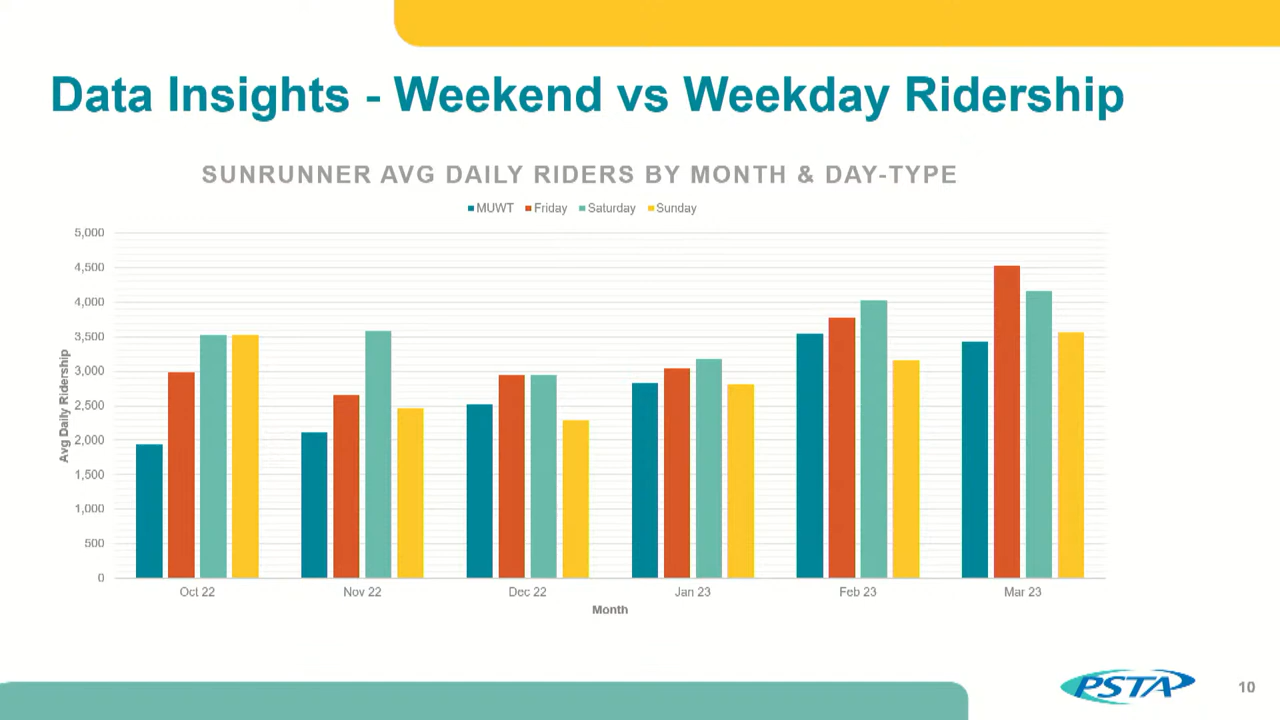 Data Insights - Weekend vs Weekday Ridership
SUNRUNNER AVG DAILY RIDERS BY MONTH & DAY-TYPE
MUWT Friday Saturday Sunday
5,000
4,500
4,000
3,500
3,000
2,500
2,000
1,500
1,000
500
0
Avg Daily Ridership
Oct 22 Nov 22 Dec 22 Jan 23 Feb 23 Mar 23
Month
PSTA
10